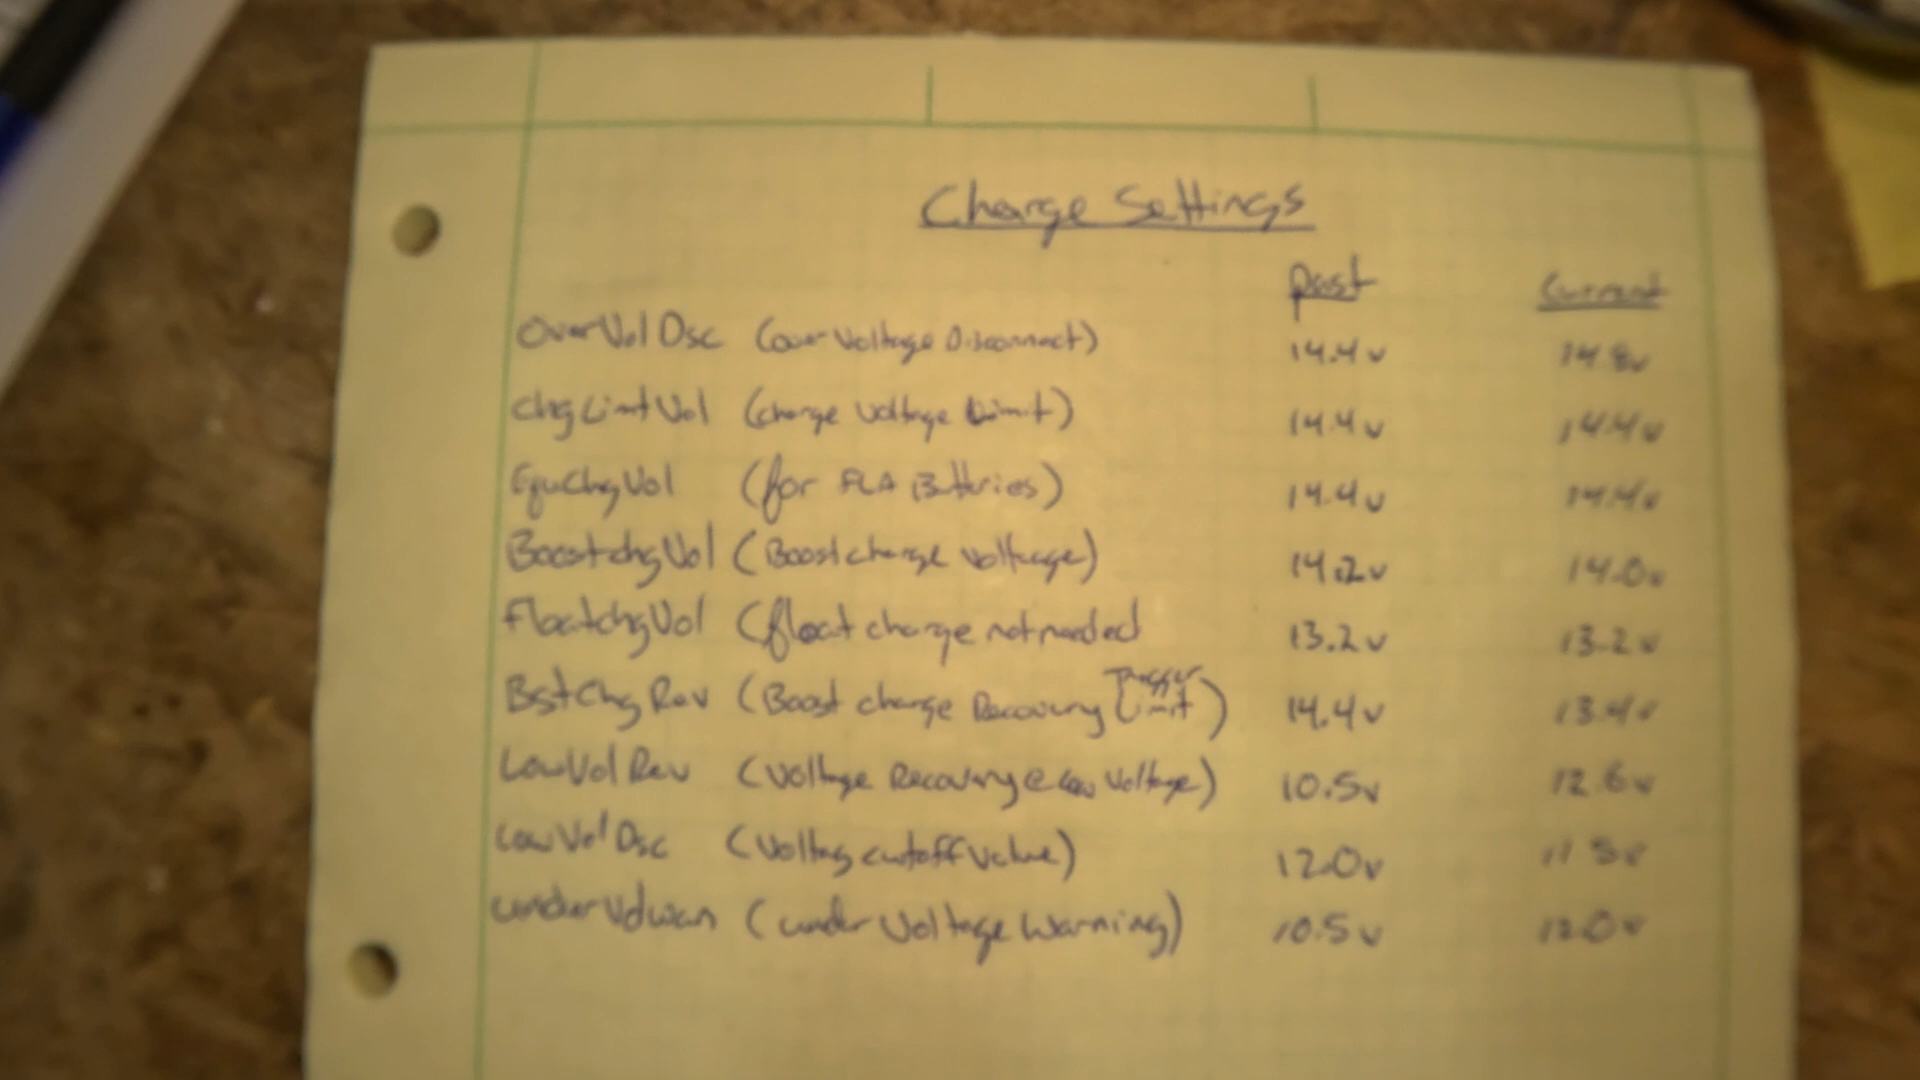 Charge Settings
past current
OverVolDsc (over Voltage Disconnect) 14.4v 14.8v
ChgLimtVol (charge voltage Limit) 14.4v 14.4v
EquChgVol (for FLA Batteries) 14.4v 14.4v
BoostchgVol (Boost charge voltage) 14.2v 14.0v
FloatchgVol (float charge not needed 13.2v 13.2v
BstChgRev (Boost charge Recovery Trigger Limit) 14.4v 13.4v
LowVolRev (Voltage Recovery @ low voltage) 10.5v 12.6v
LowVolDsc (Voltag cutoff value) 12.0v 11.5v
(under Voltage Warning) 10.5v 12.0v